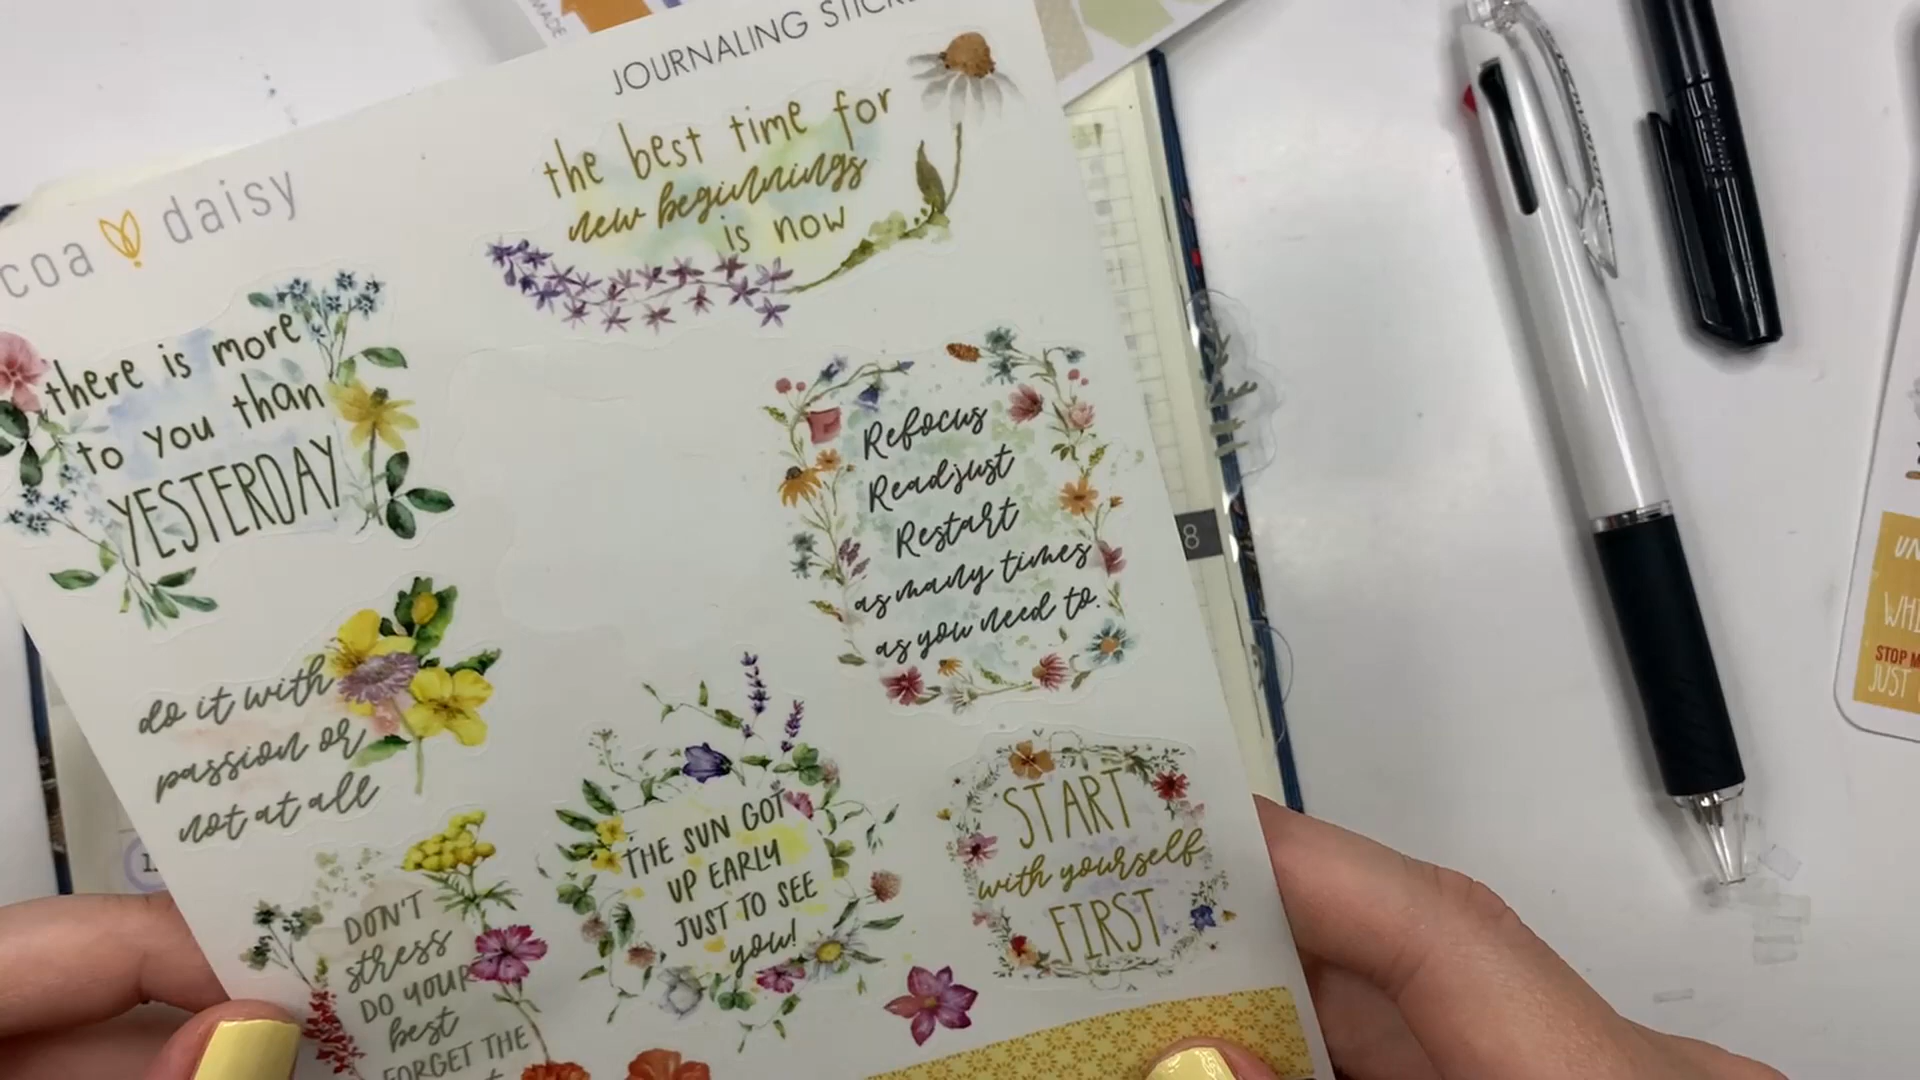 MADE
JOURNALING
coa daisy
the best time for
new beginnings
is now
there is more
to you than
YESTERDAY
Refocus
Readjust
Restart
as many times
as you need to.
do it with
passion or
not at all
THE SUN GOT
UP EARLY
JUST TO SEE
you!
START
with yourself
FIRST
DON'T
stress
DO YOUR
best
FORGET THE
8
STOP
JUST